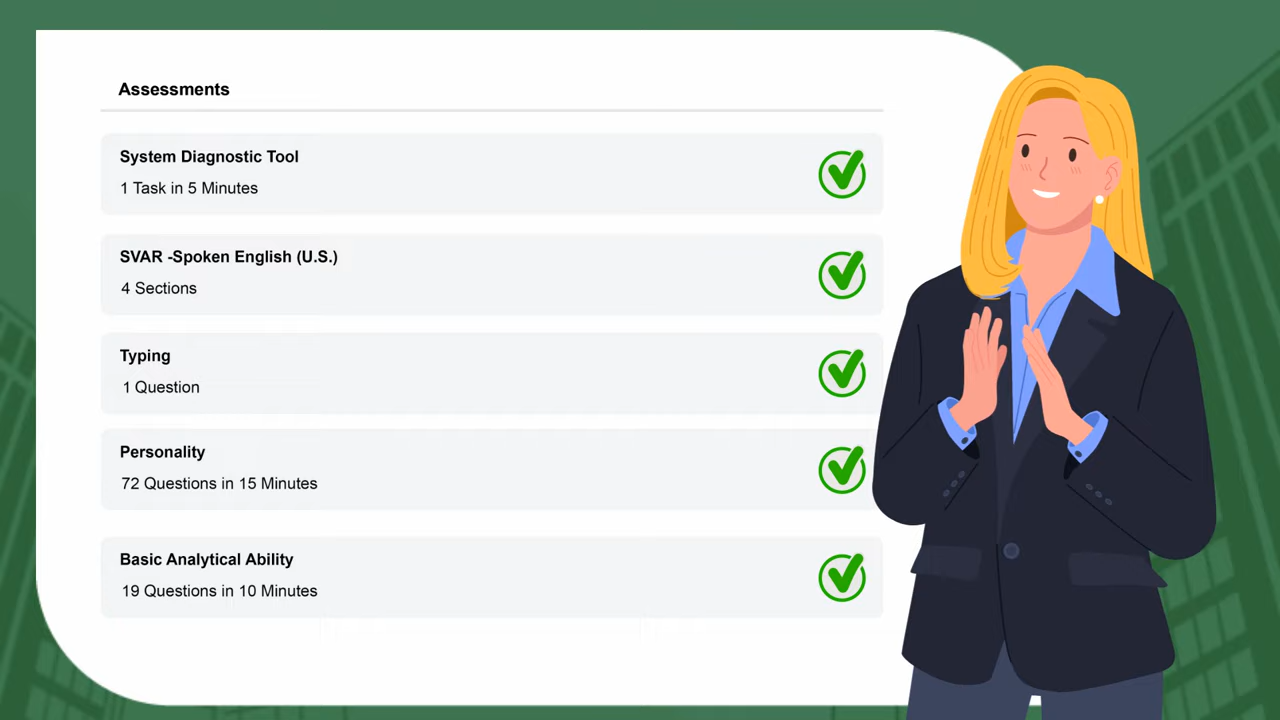 Assessments
System Diagnostic Tool
1 Task in 5 Minutes
SVAR -Spoken English (U.S.)
4 Sections
Typing
1 Question
Personality
72 Questions in 15 Minutes
Basic Analytical Ability
19 Questions in 10 Minutes